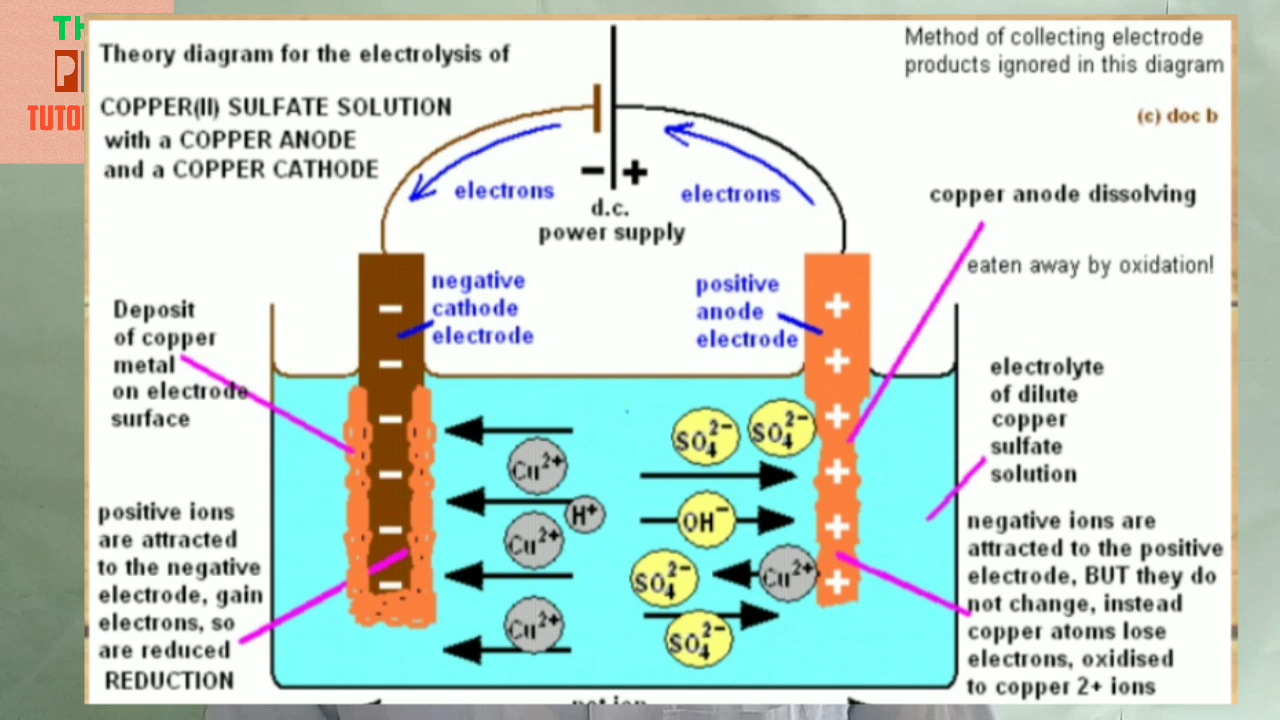 TH
P
TUTO
Theory diagram for the electrolysis of
COPPER(II) SULFATE SOLUTION
with a COPPER ANODE
and a COPPER CATHODE
Method of collecting electrode
products ignored in this diagram
(c) doc b
electrons
− +
electrons
d.c.
power supply
copper anode dissolving
eaten away by oxidation!
negative
cathode
electrode
positive
anode
electrode
Deposit
of copper
metal
on electrode
surface
electrolyte
of dilute
copper
sulfate
solution
positive ions
are attracted
to the negative
electrode, gain
electrons, so
are reduced
REDUCTION
negative ions are
attracted to the positive
electrode, BUT they do
not change, instead
copper atoms lose
electrons, oxidised
to copper 2+ ions
−
−
−
−
−
−
+
+
+
+
+
+
Cu2+
H+
Cu2+
Cu2+
SO42−
SO42−
OH−
SO42−
Cu2+
SO42−